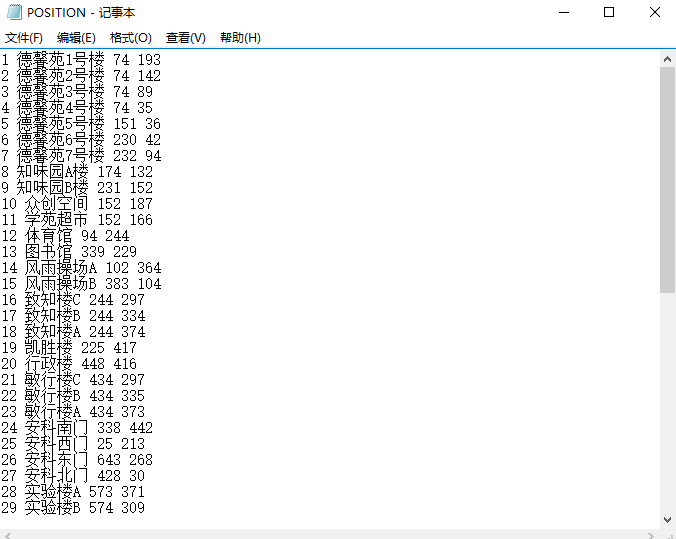 POSITION - 记事本
文件(F) 编辑(E) 格式(O) 查看(V) 帮助(H)
1 德馨苑1号楼 74 193
2 德馨苑2号楼 74 142
3 德馨苑3号楼 74 89
4 德馨苑4号楼 74 35
5 德馨苑5号楼 151 36
6 德馨苑6号楼 230 42
7 德馨苑7号楼 232 94
8 知味园A楼 174 132
9 知味园B楼 231 152
10 众创空间 152 187
11 学苑超市 152 166
12 体育馆 94 244
13 图书馆 339 229
14 风雨操场A 102 364
15 风雨操场B 383 104
16 致知楼C 244 297
17 致知楼B 244 334
18 致知楼A 244 374
19 凯胜楼 225 417
20 行政楼 448 416
21 敏行楼C 434 297
22 敏行楼B 434 335
23 敏行楼A 434 373
24 安科南门 338 442
25 安科西门 25 213
26 安科东门 643 268
27 安科北门 428 30
28 实验楼A 573 371
29 实验楼B 574 309